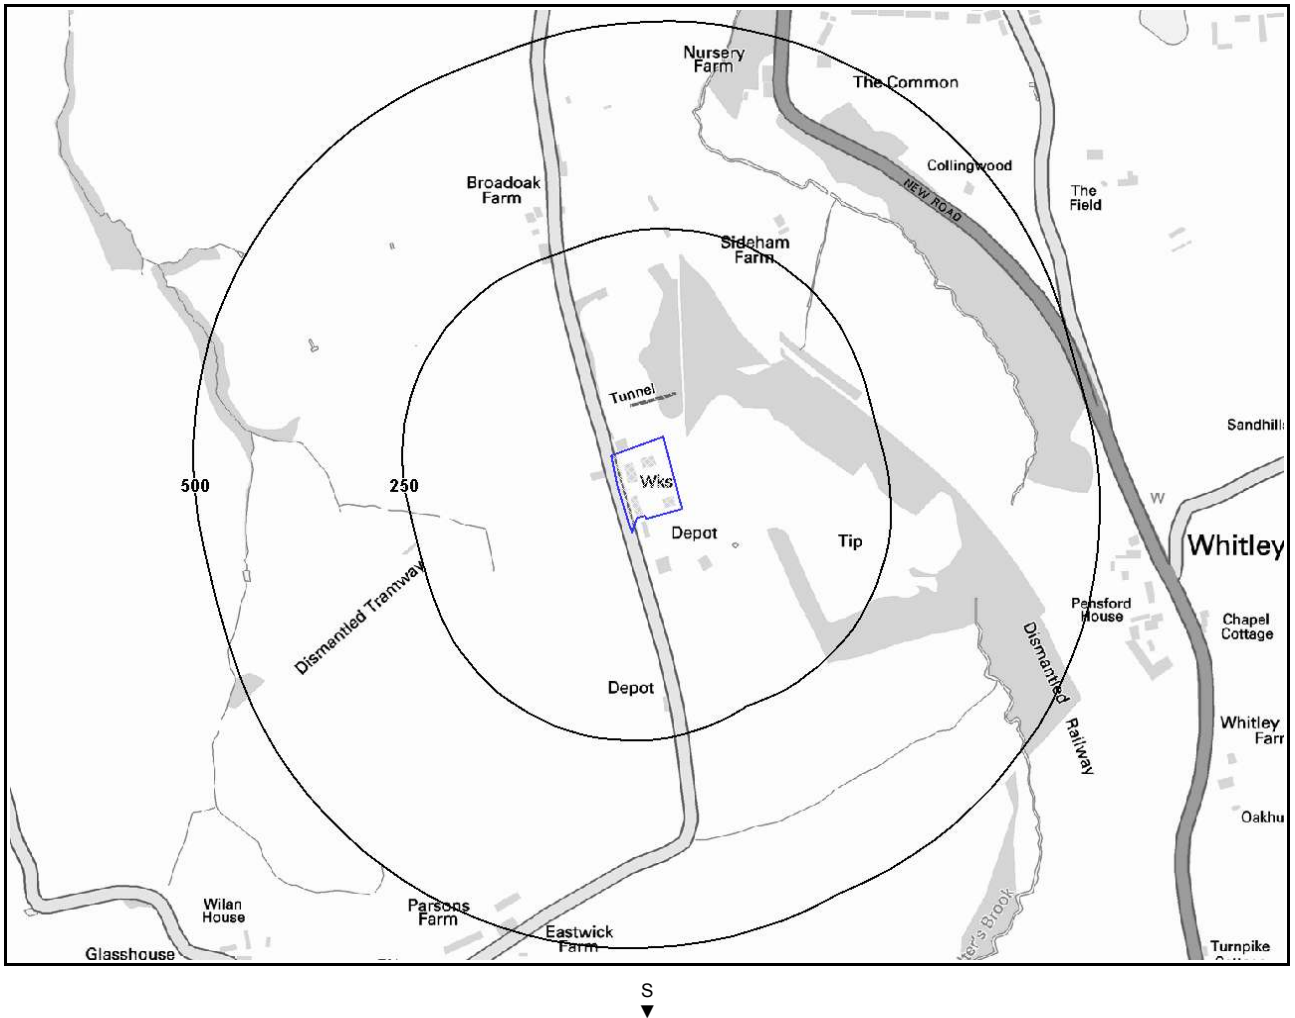 Nursery
Farm
The Common
Collingwood
Broadoak
Farm
The
Field
NEW ROAD
Sideham
Farm
Tunnel
500
250
Wks
Depot
Tip
W
Whitley
Dismantled Tramway
Pensford
House
Chapel
Cottage
Dismantled Railway
Depot
Whitley
Wilan
House
Parsons
Farm
Eastwick
Farm
Glasshouse
Brook
Turnpike
S